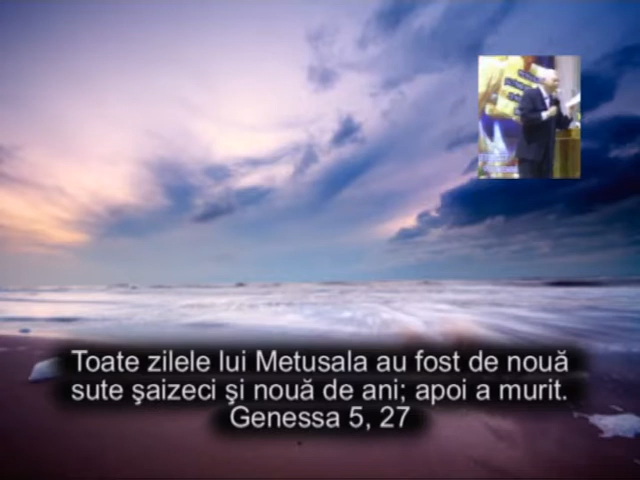 Toate zilele lui Metusala au fost de nouă
sute şaizeci şi nouă de ani; apoi a murit.
Genessa 5, 27